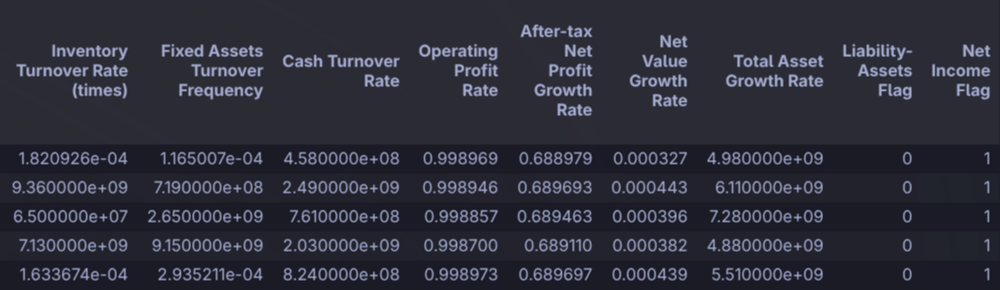 Inventory Turnover Rate (times) Fixed Assets Turnover Frequency Cash Turnover Rate Operating Profit Rate After-tax Net Profit Growth Rate Net Value Growth Rate Total Asset Growth Rate Liability-Assets Flag Net Income Flag
1.820926e-04 1.165007e-04 4.580000e+08 0.998969 0.688979 0.000327 4.980000e+09 0 1
9.360000e+09 7.190000e+08 2.490000e+09 0.998946 0.689693 0.000443 6.110000e+09 0 1
6.500000e+07 2.650000e+09 7.610000e+08 0.998857 0.689463 0.000396 7.280000e+09 0 1
7.130000e+09 9.150000e+09 2.030000e+09 0.998700 0.689110 0.000382 4.880000e+09 0 1
1.633674e-04 2.935211e-04 8.240000e+08 0.998973 0.689697 0.000439 5.510000e+09 0 1